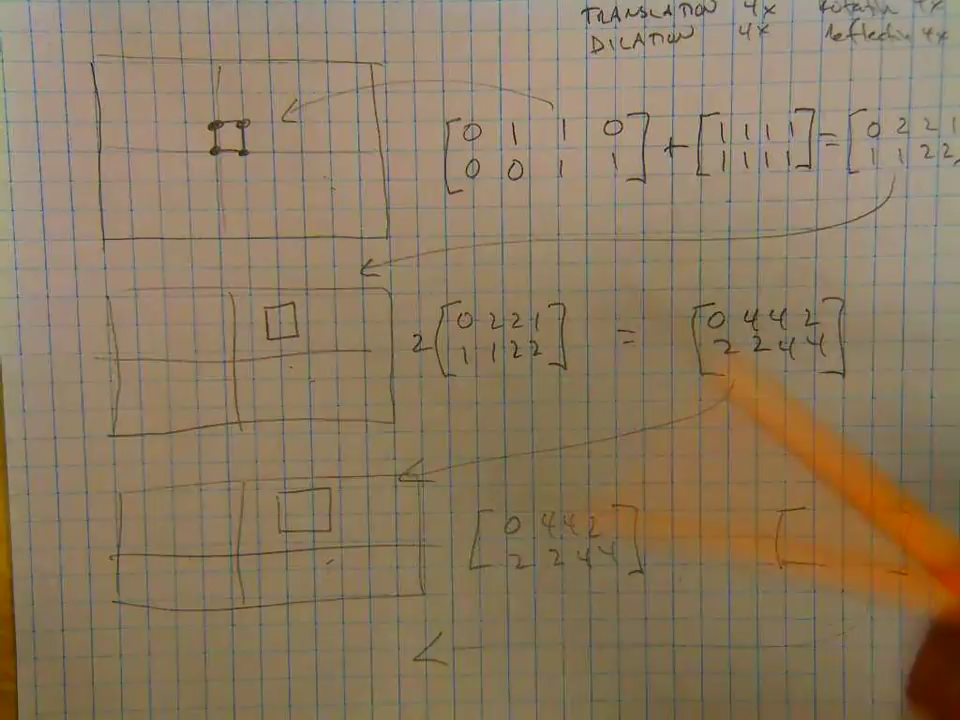 TRANSLATION 4x Rotation 4x
DILATION 4x Reflection 4x
[0 1 1 0 + [1 1 1 1 = [0 2 2 1
0 0 1 1] 1 1 1 1] 1 1 2 2
2 [0 2 2 1 = [0 4 4 2
1 1 2 2] 2 2 4 4]
[0 4 4 2 [
2 2 4 4] ]